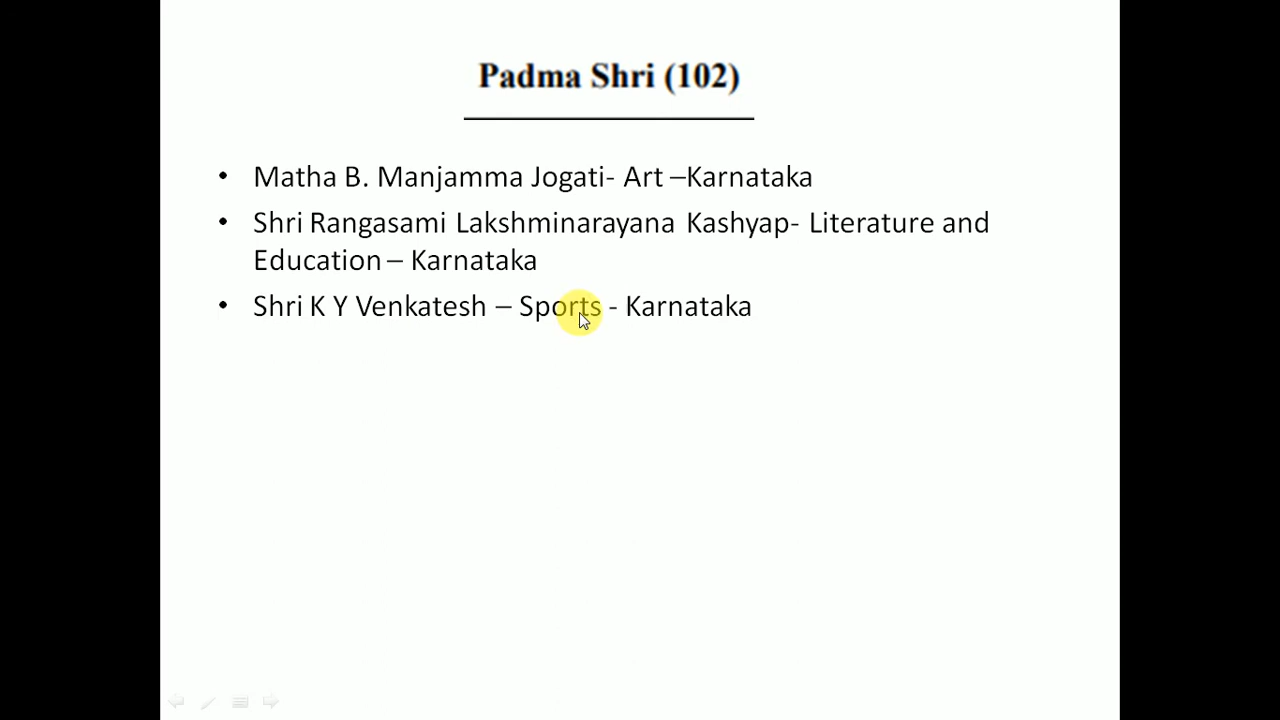 Padma Shri (102)
• Matha B. Manjamma Jogati- Art –Karnataka
• Shri Rangasami Lakshminarayana Kashyap- Literature and
Education – Karnataka
• Shri K Y Venkatesh – Sports - Karnataka